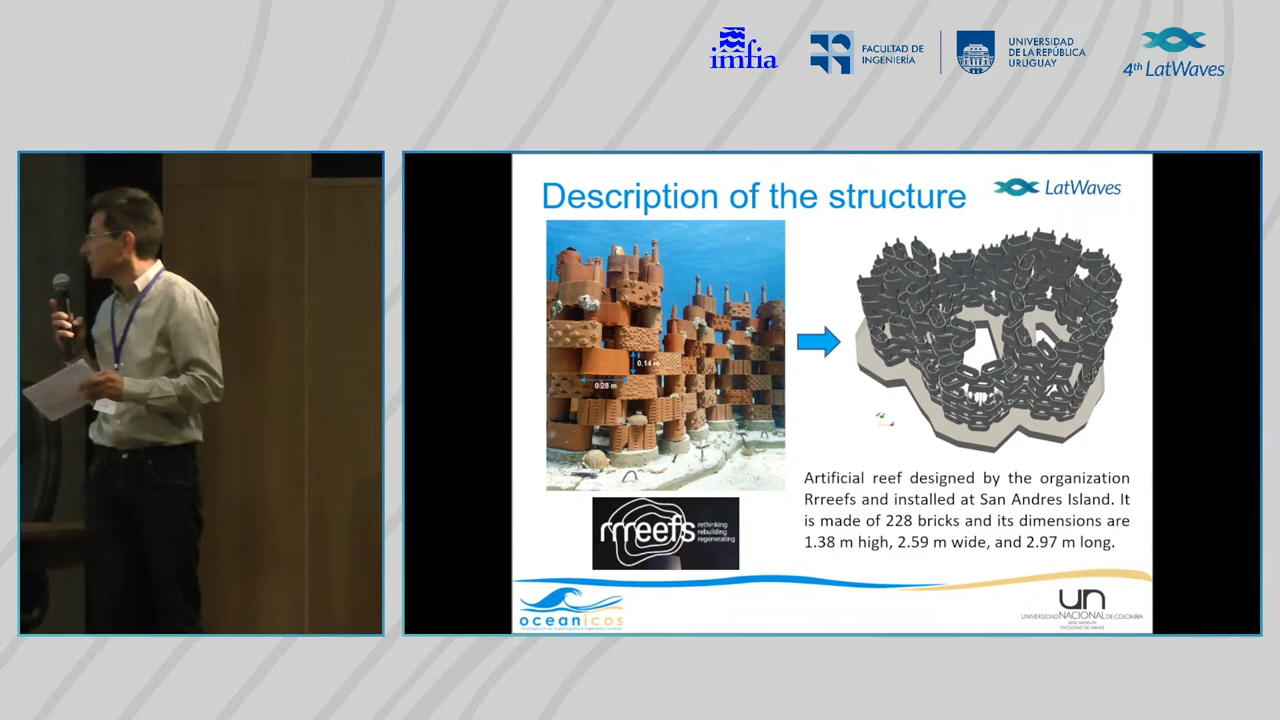 imfia
FACULTAD DE
INGENIERÍA
UNIVERSIDAD
DE LA REPÚBLICA
URUGUAY
4th LatWaves
Description of the structure
LatWaves
0.14 m
0.28 m
Artificial reef designed by the organization
Rrreefs and installed at San Andres Island. It
is made of 228 bricks and its dimensions are
1.38 m high, 2.59 m wide, and 2.97 m long.
rrreefs
rethinking
rebuilding
regenerating
oceanicos
un
UNIVERSIDAD NACIONAL DE COLOMBIA
SEDE MEDELLÍN
FACULTAD DE MINAS